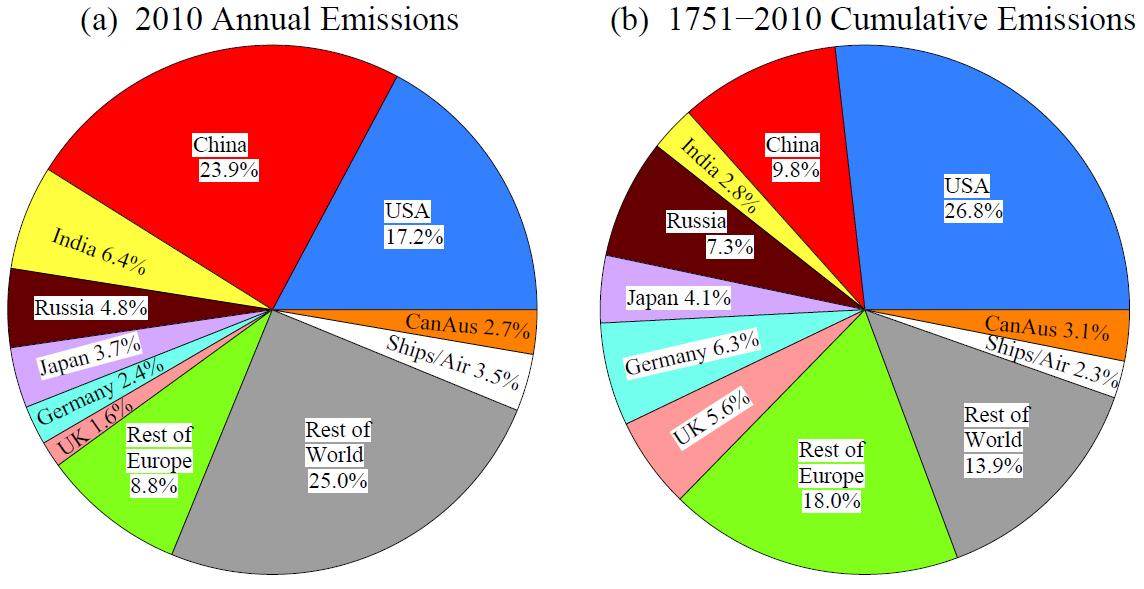 (a) 2010 Annual Emissions
China
23.9%
USA
17.2%
India 6.4%
Russia 4.8%
Japan 3.7%
Germany 2.4%
UK 1.6%
Rest of
Europe
8.8%
Rest of
World
25.0%
Ships/Air 3.5%
CanAus 2.7%
(b) 1751−2010 Cumulative Emissions
China
9.8%
USA
26.8%
India 2.8%
Russia
7.3%
Japan 4.1%
Germany 6.3%
UK 5.6%
Rest of
Europe
18.0%
Rest of
World
13.9%
Ships/Air 2.3%
CanAus 3.1%